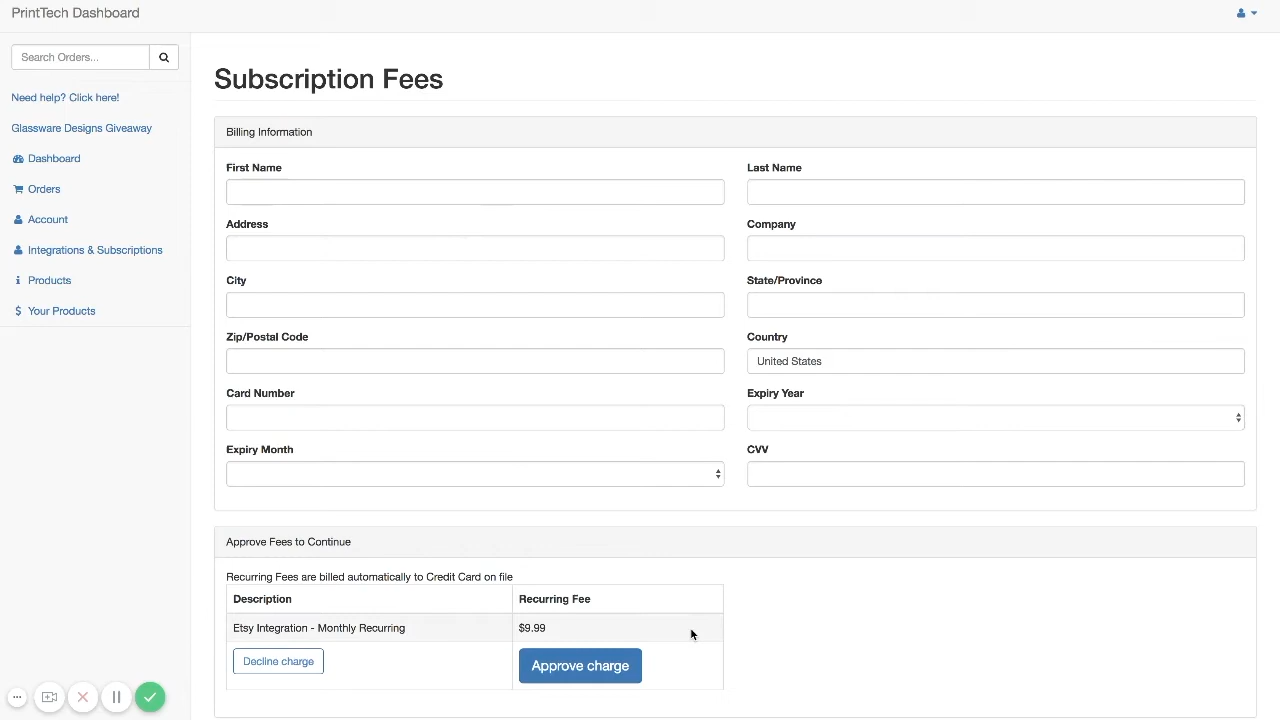 PrintTech Dashboard
Search Orders...
Need help? Click here!
Glassware Designs Giveaway
Dashboard
Orders
Account
Integrations & Subscriptions
Products
Your Products
Subscription Fees
Billing Information
First Name
Last Name
Address
Company
City
State/Province
Zip/Postal Code
Country
United States
Card Number
Expiry Year
Expiry Month
CVV
Approve Fees to Continue
Recurring Fees are billed automatically to Credit Card on file
Description
Recurring Fee
Etsy Integration - Monthly Recurring
$9.99
Decline charge
Approve charge